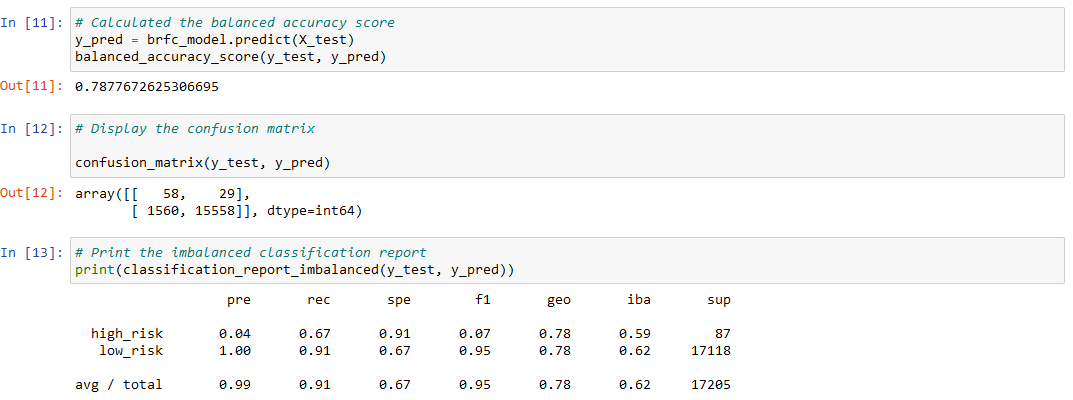 In [11]: # Calculated the balanced accuracy score
y_pred = brfc_model.predict(X_test)
balanced_accuracy_score(y_test, y_pred)
Out[11]: 0.7877672625306695
In [12]: # Display the confusion matrix
confusion_matrix(y_test, y_pred)
Out[12]: array([[   58,    29],
       [ 1560, 15558]], dtype=int64)
In [13]: # Print the imbalanced classification report
print(classification_report_imbalanced(y_test, y_pred))
pre rec spe f1 geo iba sup
high_risk 0.04 0.67 0.91 0.07 0.78 0.59 87
low_risk 1.00 0.91 0.67 0.95 0.78 0.62 17118
avg / total 0.99 0.91 0.67 0.95 0.78 0.62 17205